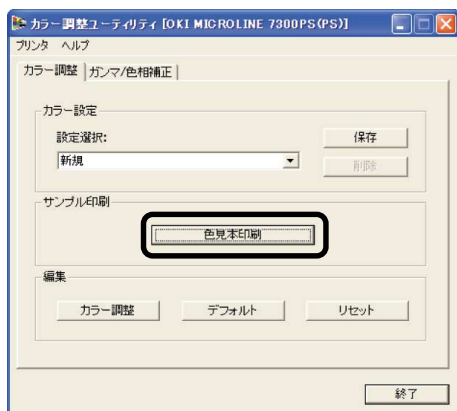 カラー調整ユーティリティ [OKI MICROLINE 7300PS(PS)]
プリンタ ヘルプ
カラー調整 ガンマ/色相補正
カラー設定
設定選択:
新規
保存
削除
サンプル印刷
色見本印刷
編集
カラー調整 デフォルト リセット
終了